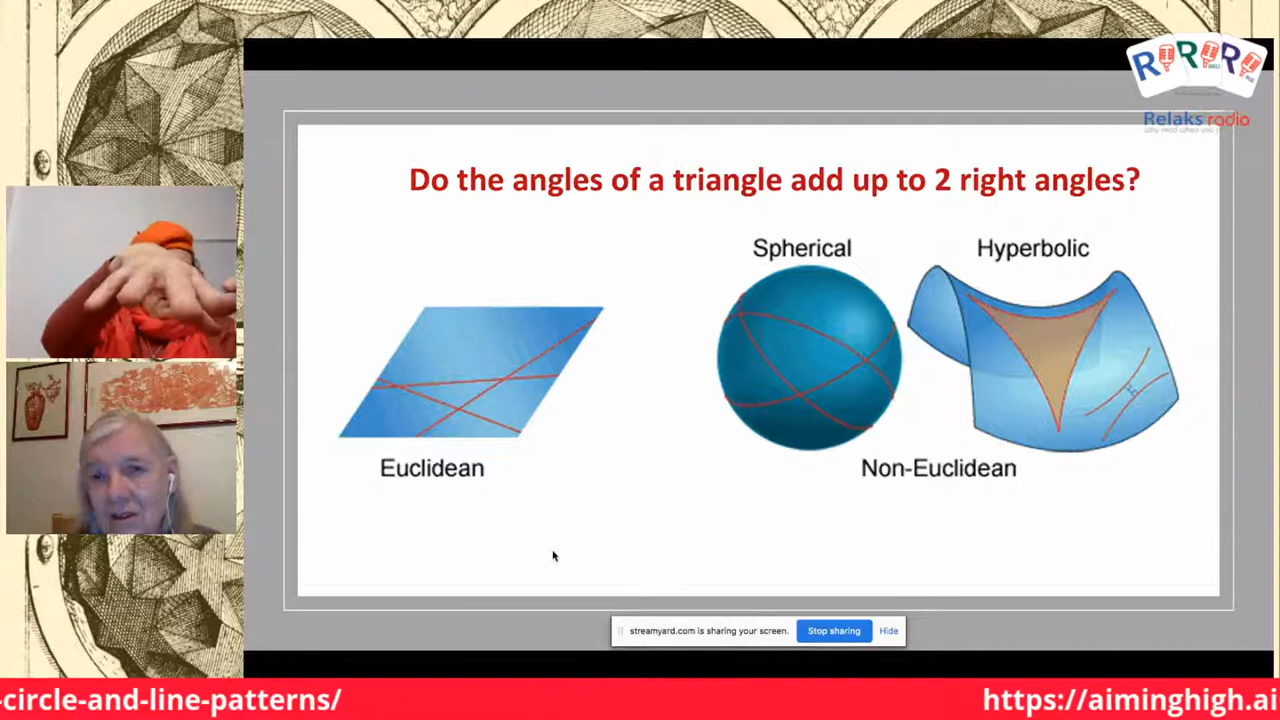 Relaks radio
Do the angles of a triangle add up to 2 right angles?
Spherical
Hyperbolic
Euclidean
Non-Euclidean
streamyard.com is sharing your screen.
Stop sharing
Hide
-circle-and-line-patterns/
https://aiminghigh.ai